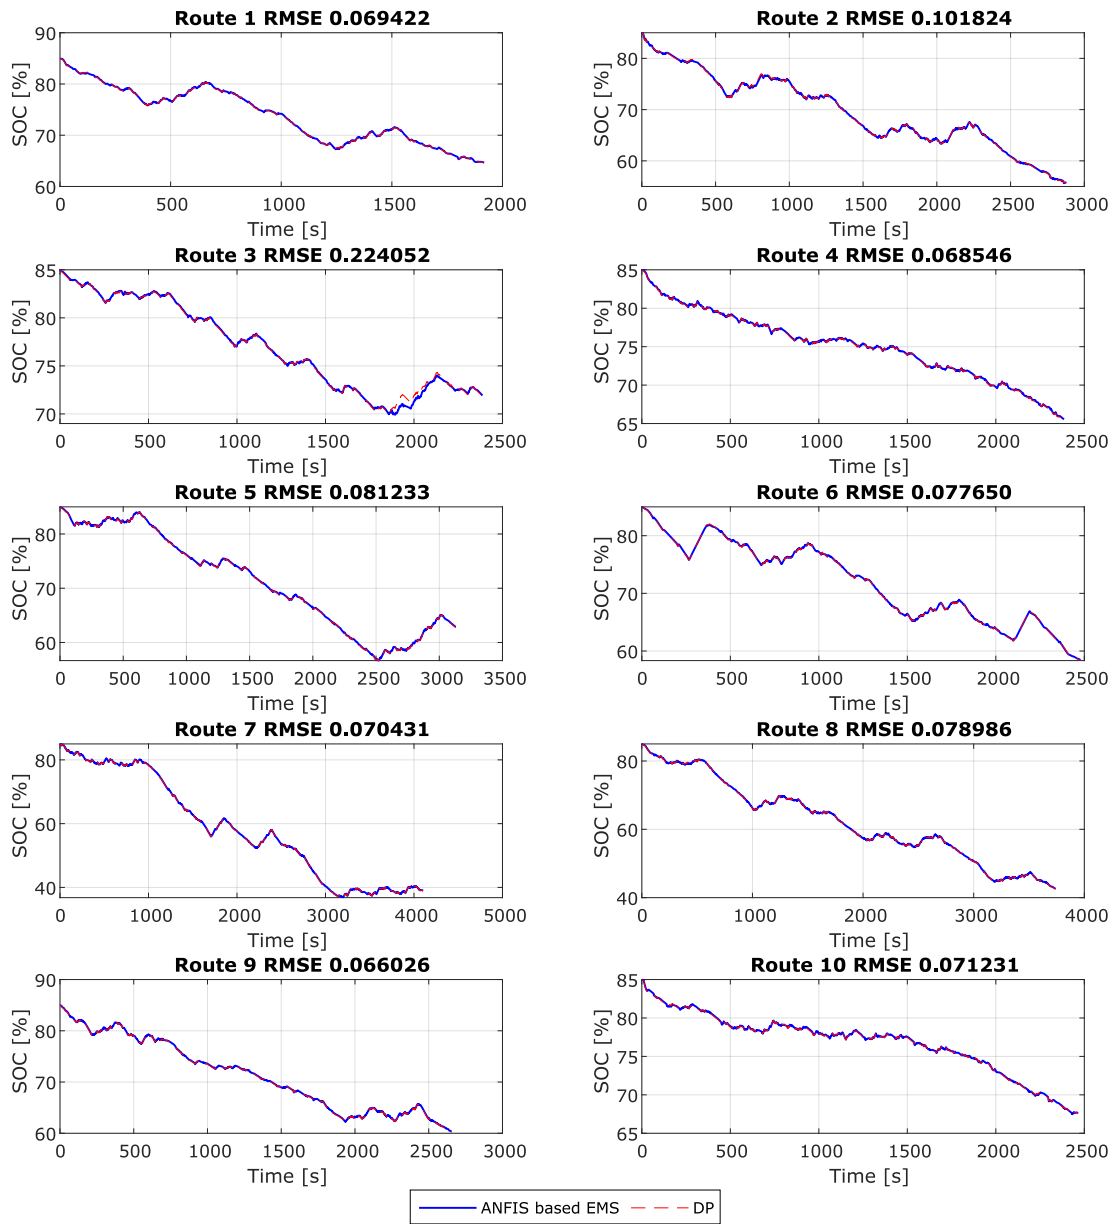 Route 1 RMSE 0.069422
SOC [%]
90
80
70
60
0 500 1000 1500 2000
Time [s]
Route 2 RMSE 0.101824
SOC [%]
80
70
60
0 500 1000 1500 2000 2500 3000
Time [s]
Route 3 RMSE 0.224052
SOC [%]
85
80
75
70
0 500 1000 1500 2000 2500
Time [s]
Route 4 RMSE 0.068546
SOC [%]
85
80
75
70
65
0 500 1000 1500 2000 2500
Time [s]
Route 5 RMSE 0.081233
SOC [%]
80
70
60
0 500 1000 1500 2000 2500 3000 3500
Time [s]
Route 6 RMSE 0.077650
SOC [%]
80
70
60
0 500 1000 1500 2000 2500
Time [s]
Route 7 RMSE 0.070431
SOC [%]
80
60
40
0 1000 2000 3000 4000 5000
Time [s]
Route 8 RMSE 0.078986
SOC [%]
80
60
40
0 1000 2000 3000 4000
Time [s]
Route 9 RMSE 0.066026
SOC [%]
90
80
70
60
0 500 1000 1500 2000 2500 3000
Time [s]
Route 10 RMSE 0.071231
SOC [%]
85
80
75
70
65
0 500 1000 1500 2000 2500
Time [s]
ANFIS based EMS DP